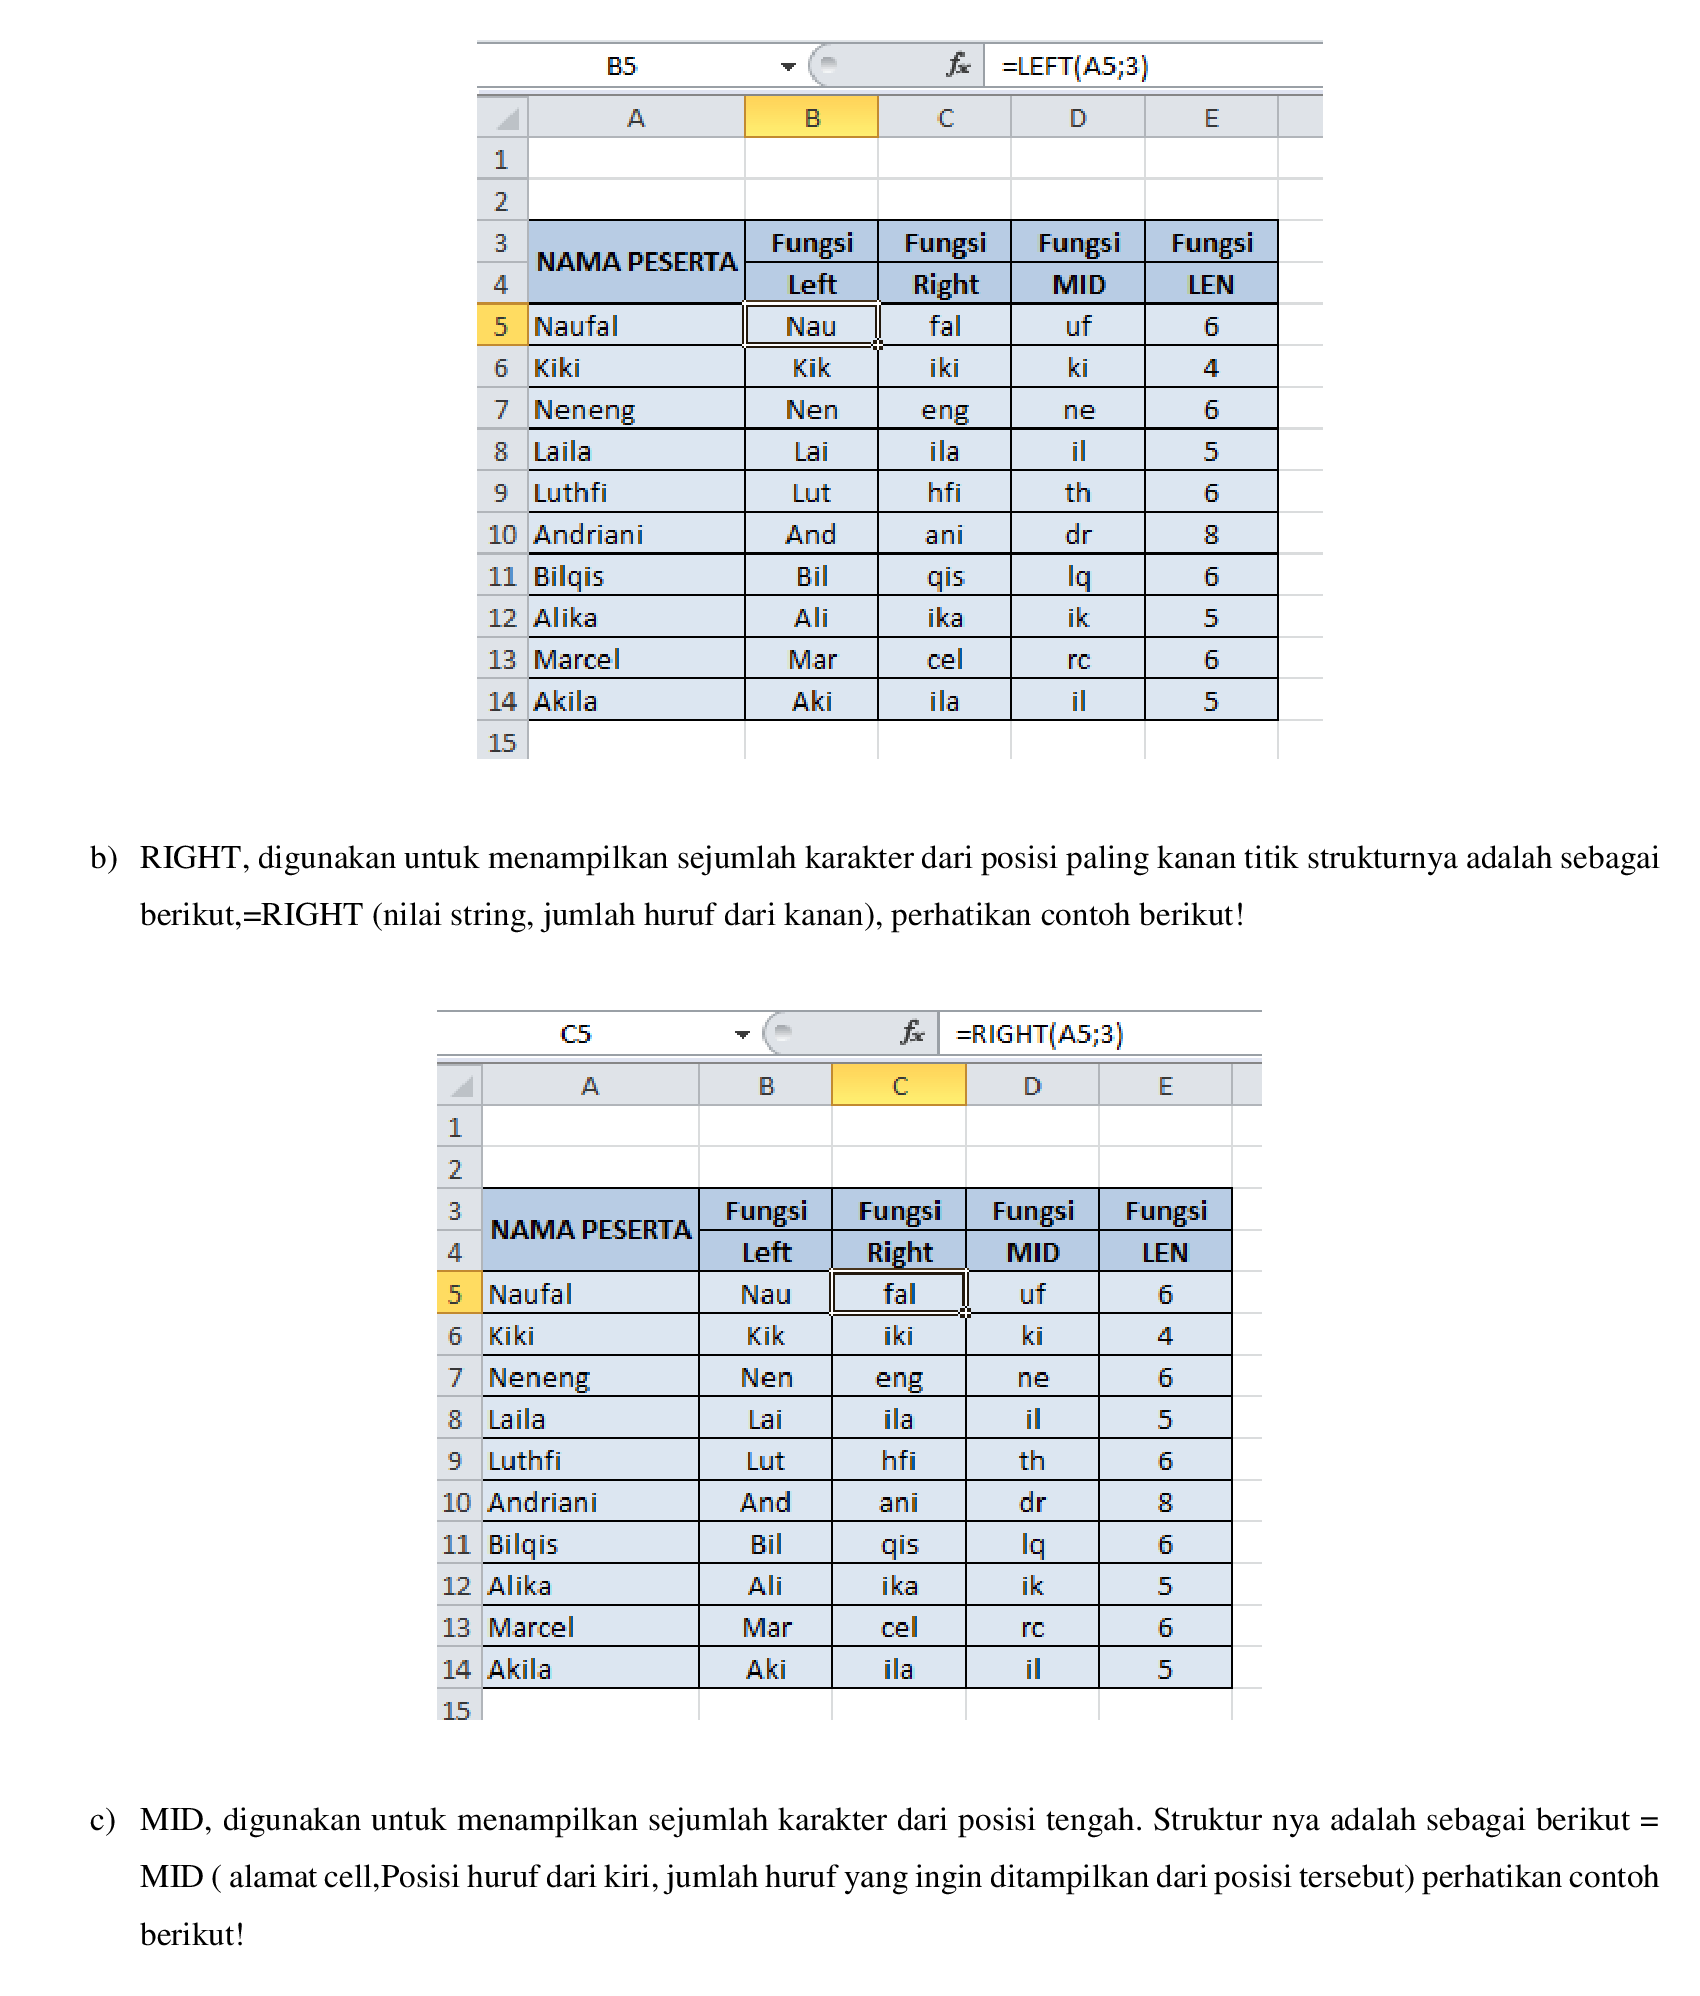 B5 fx =LEFT(A5;3)
A B C D E
1
2
3 NAMA PESERTA Fungsi Fungsi Fungsi Fungsi
4 Left Right MID LEN
5 Naufal Nau fal uf 6
6 Kiki Kik iki ki 4
7 Neneng Nen eng ne 6
8 Laila Lai ila il 5
9 Luthfi Lut hfi th 6
10 Andriani And ani dr 8
11 Bilqis Bil qis lq 6
12 Alika Ali ika ik 5
13 Marcel Mar cel rc 6
14 Akila Aki ila il 5
15
b) RIGHT, digunakan untuk menampilkan sejumlah karakter dari posisi paling kanan titik strukturnya adalah sebagai
berikut,=RIGHT (nilai string, jumlah huruf dari kanan), perhatikan contoh berikut!
C5 fx =RIGHT(A5;3)
A B C D E
1
2
3 NAMA PESERTA Fungsi Fungsi Fungsi Fungsi
4 Left Right MID LEN
5 Naufal Nau fal uf 6
6 Kiki Kik iki ki 4
7 Neneng Nen eng ne 6
8 Laila Lai ila il 5
9 Luthfi Lut hfi th 6
10 Andriani And ani dr 8
11 Bilqis Bil qis lq 6
12 Alika Ali ika ik 5
13 Marcel Mar cel rc 6
14 Akila Aki ila il 5
15
c) MID, digunakan untuk menampilkan sejumlah karakter dari posisi tengah. Struktur nya adalah sebagai berikut =
MID ( alamat cell,Posisi huruf dari kiri, jumlah huruf yang ingin ditampilkan dari posisi tersebut) perhatikan contoh
berikut!